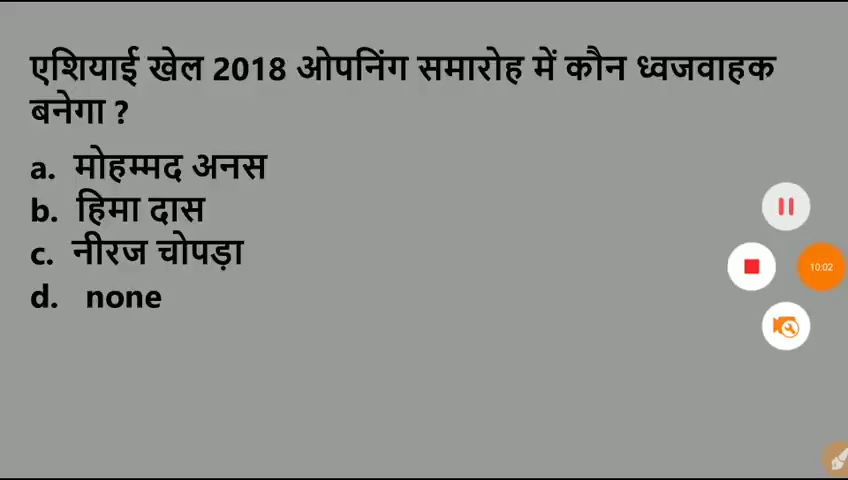 एशियाई खेल 2018 ओपनिंग समारोह में कौन ध्वजवाहक
बनेगा ?
a. मोहम्मद अनस
b. हिमा दास
c. नीरज चोपड़ा
d. none
10:02